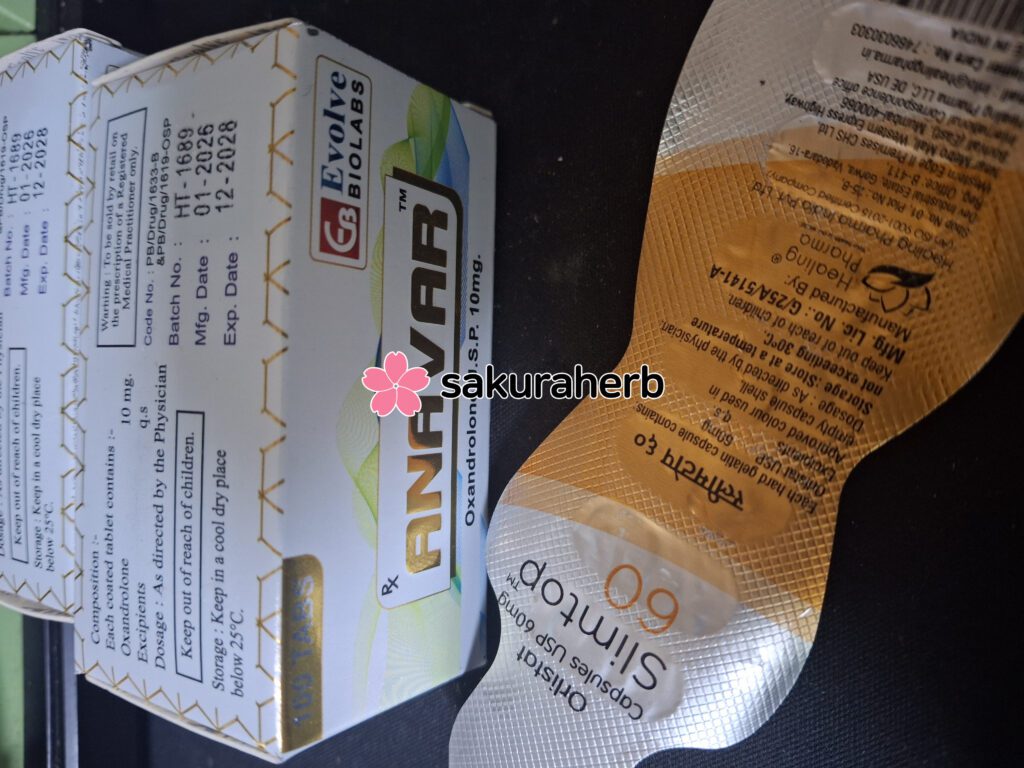 Batch No. : HT-1689
Mfg. Date : 01-2026
Exp. Date : 12-2028
Keep out of reach of children.
Storage : Keep in a cool dry place
below 25°C.
Warning : To be sold by retail on
the prescription of a Registered
Medical Practitioner only.
Code No. : PB/Drug/1633-B
&PB/Drug/1619-OSP
Batch No. : HT-1689
Mfg. Date : 01-2026
Exp. Date : 12-2028
Composition :-
Each coated tablet contains :-
Oxandrolone 10 mg.
Excipients q.s
Dosage : As directed by the Physician
Keep out of reach of children.
Storage : Keep in a cool dry place
below 25°C.
100 TABS
Evolve
BIOLABS
Rx
ANAVAR™
Oxandrolone U.S.P. 10mg.
sakuraherb
Orlistat
Capsules USP 60mg
Slimtop™
60
Each hard gelatin capsule contains
Orlistat USP 60mg
Excipients q.s
Approved colour used in
empty capsule shell.
Dosage : As directed by the physician.
Storage : Store at a temperature
not exceeding 30°C.
Keep out of reach of children.
Mfg. Lic. No.: G/25A/5141-A
Manufactured By:
Healing®
Pharma
Healing Pharma India Pvt. Ltd.